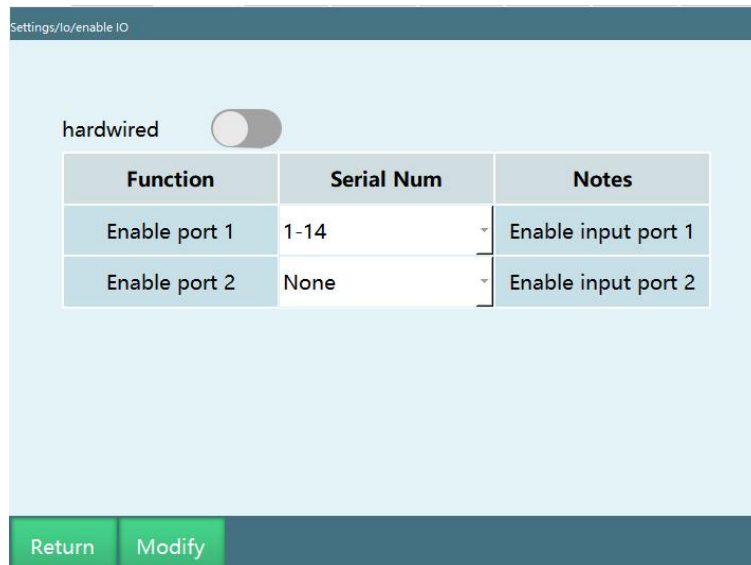 Settings/Io/enable IO
hardwired
Function Serial Num Notes
Enable port 1 1-14 Enable input port 1
Enable port 2 None Enable input port 2
Return Modify